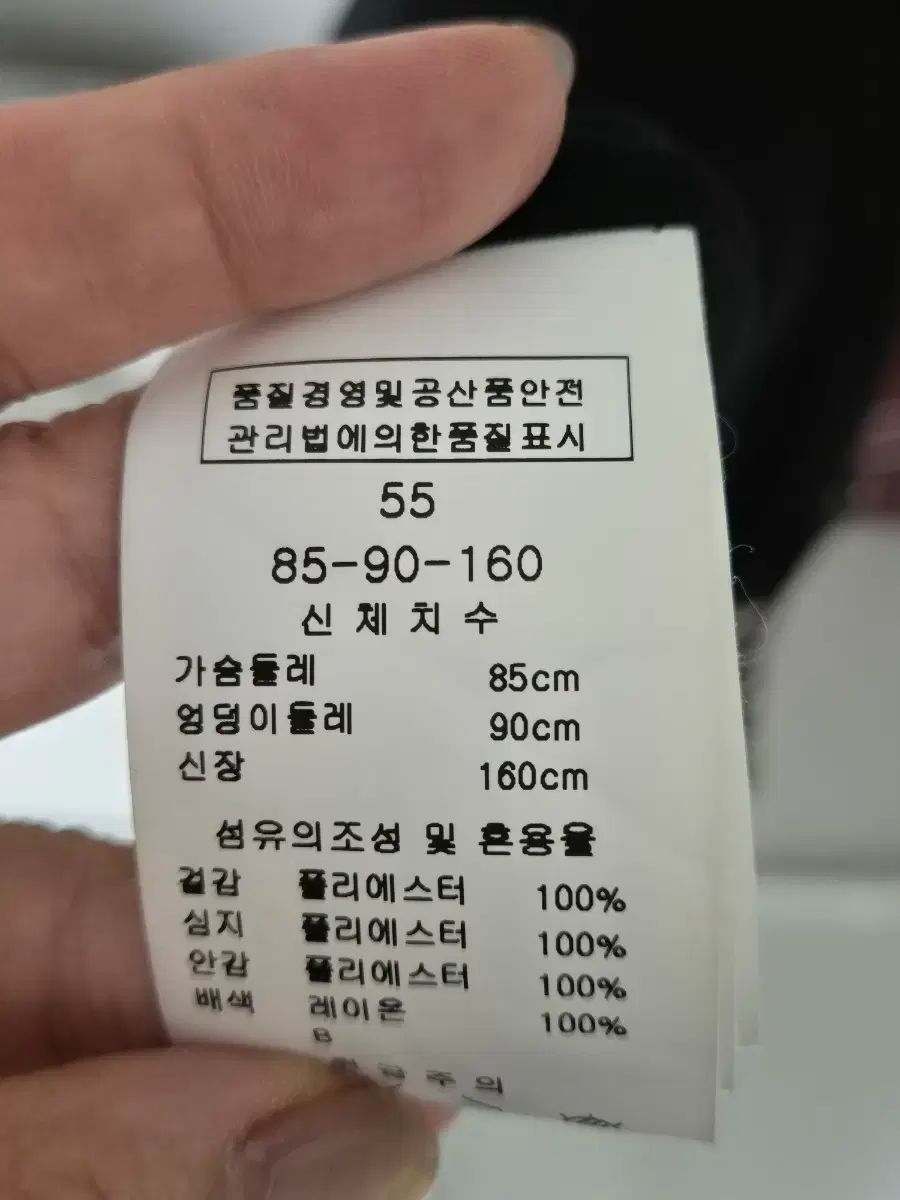 품질경영및공산품안전
관리법에의한품질표시
55
85-90-160
신체치수
가슴둘레 85cm
엉덩이둘레 90cm
신장 160cm
섬유의조성 및 혼용율
겉감 폴리에스터 100%
심지 폴리에스터 100%
안감 폴리에스터 100%
배색 레이온 100%
B
취급주의